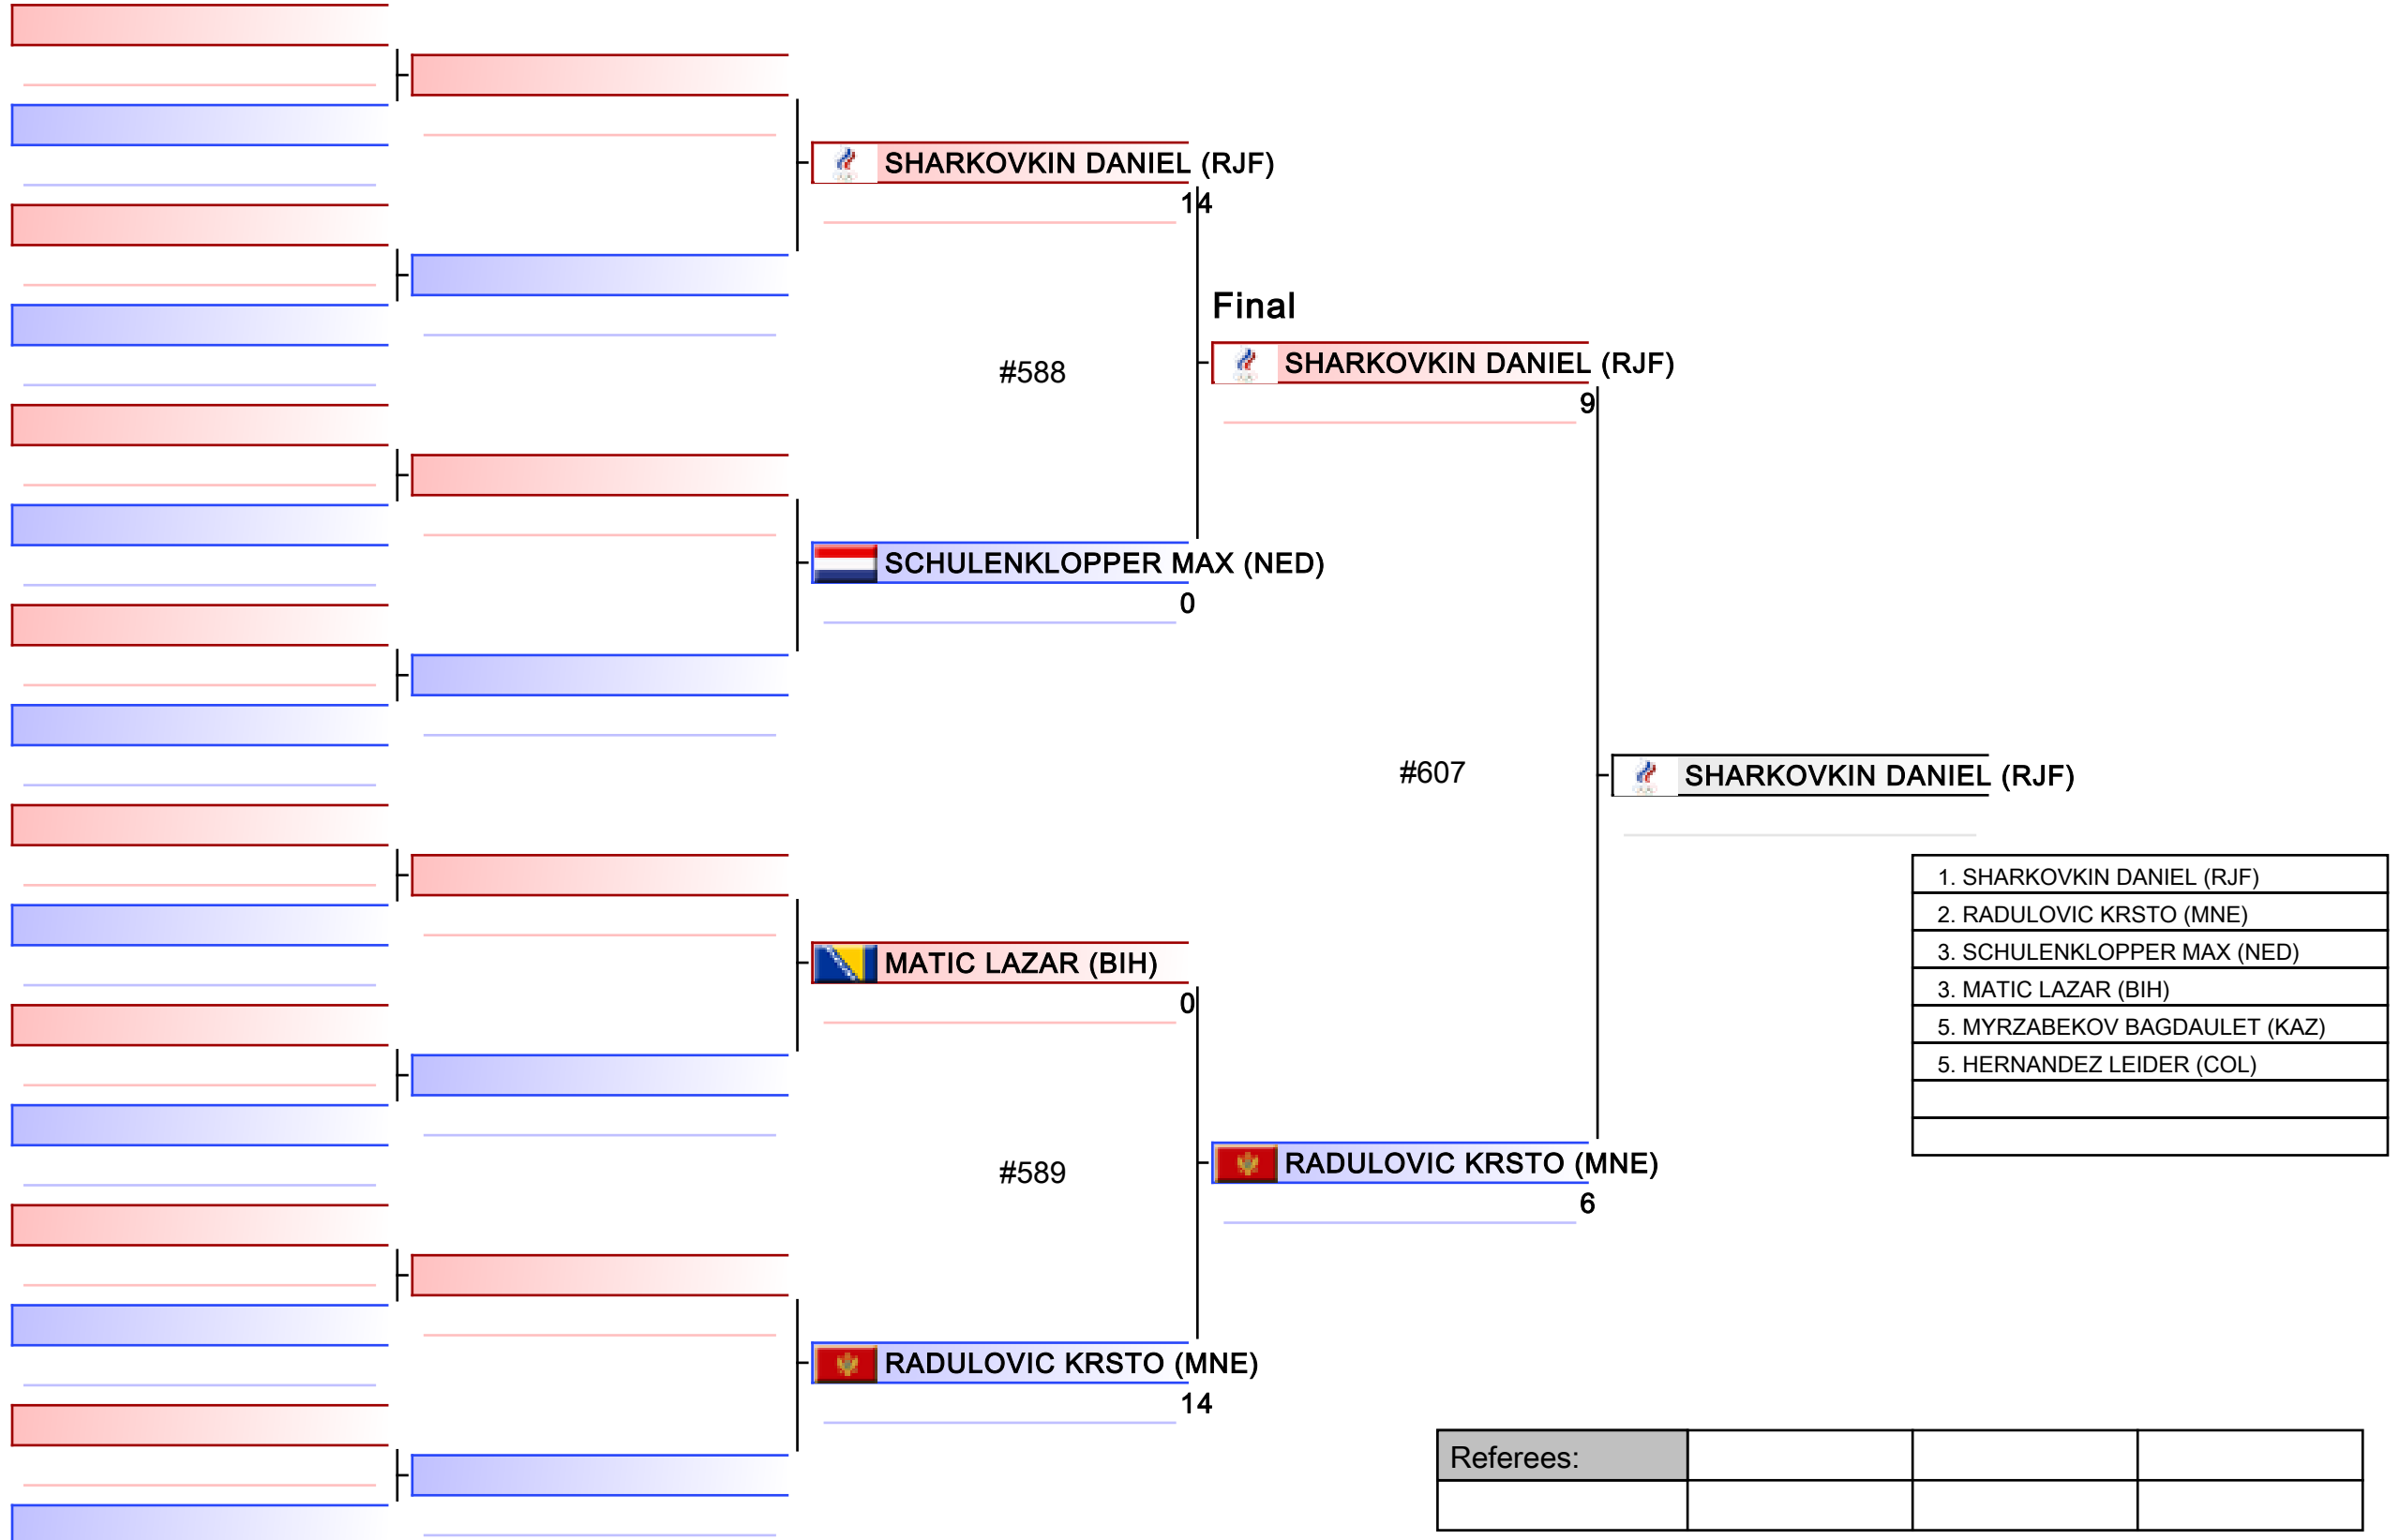 SHARKOVKIN DANIEL (RJF)
14
Final
#588
SHARKOVKIN DANIEL (RJF)
9
SCHULENKLOPPER MAX (NED)
0
#607
SHARKOVKIN DANIEL (RJF)
1. SHARKOVKIN DANIEL (RJF)
2. RADULOVIC KRSTO (MNE)
3. SCHULENKLOPPER MAX (NED)
3. MATIC LAZAR (BIH)
5. MYRZABEKOV BAGDAULET (KAZ)
5. HERNANDEZ LEIDER (COL)
MATIC LAZAR (BIH)
0
#589
RADULOVIC KRSTO (MNE)
6
RADULOVIC KRSTO (MNE)
14
Referees: